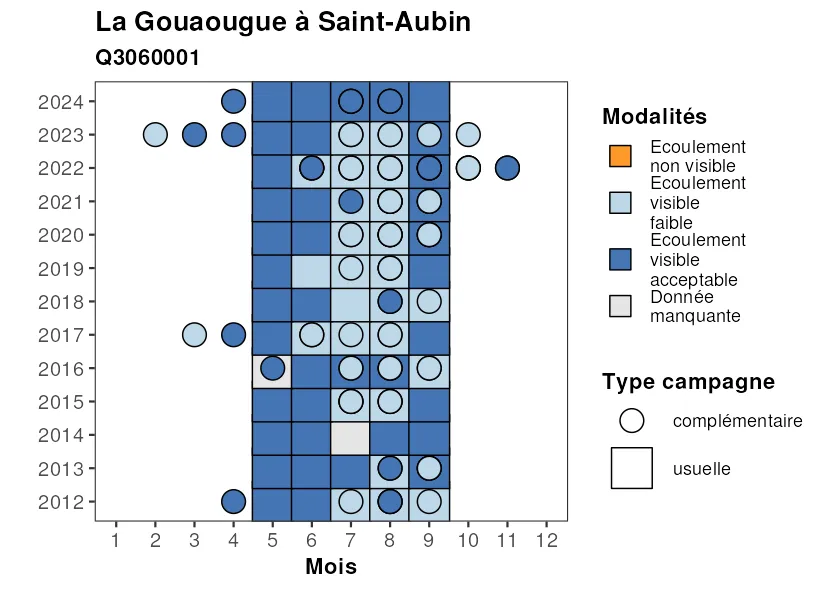 La Gouaougue à Saint-Aubin
Q3060001
2024
2023
2022
2021
2020
2019
2018
2017
2016
2015
2014
2013
2012
1 2 3 4 5 6 7 8 9 10 11 12
Mois
Modalités
Ecoulement
non visible
Ecoulement
visible
faible
Ecoulement
visible
acceptable
Donnée
manquante
Type campagne
complémentaire
usuelle